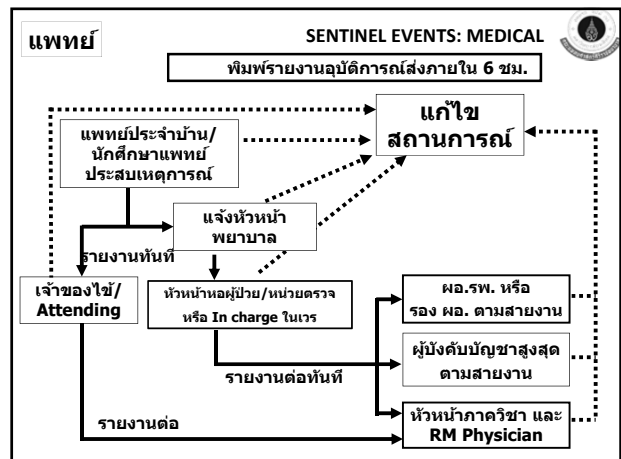 แพทย์
SENTINEL EVENTS: MEDICAL
พิมพ์รายงานอุบัติการณ์ส่งภายใน 6 ชม.
แก้ไข
สถานการณ์
แพทย์ประจำบ้าน/
นักศึกษาแพทย์
ประสบเหตุการณ์
แจ้งหัวหน้า
พยาบาล
รายงานทันที
เจ้าของไข้/
Attending
หัวหน้าหอผู้ป่วย/หน่วยตรวจ
หรือ In charge ในเวร
ผอ.รพ. หรือ
รอง ผอ. ตามสายงาน
ผู้บังคับบัญชาสูงสุด
ตามสายงาน
รายงานต่อทันที
หัวหน้าภาควิชา และ
RM Physician
รายงานต่อ